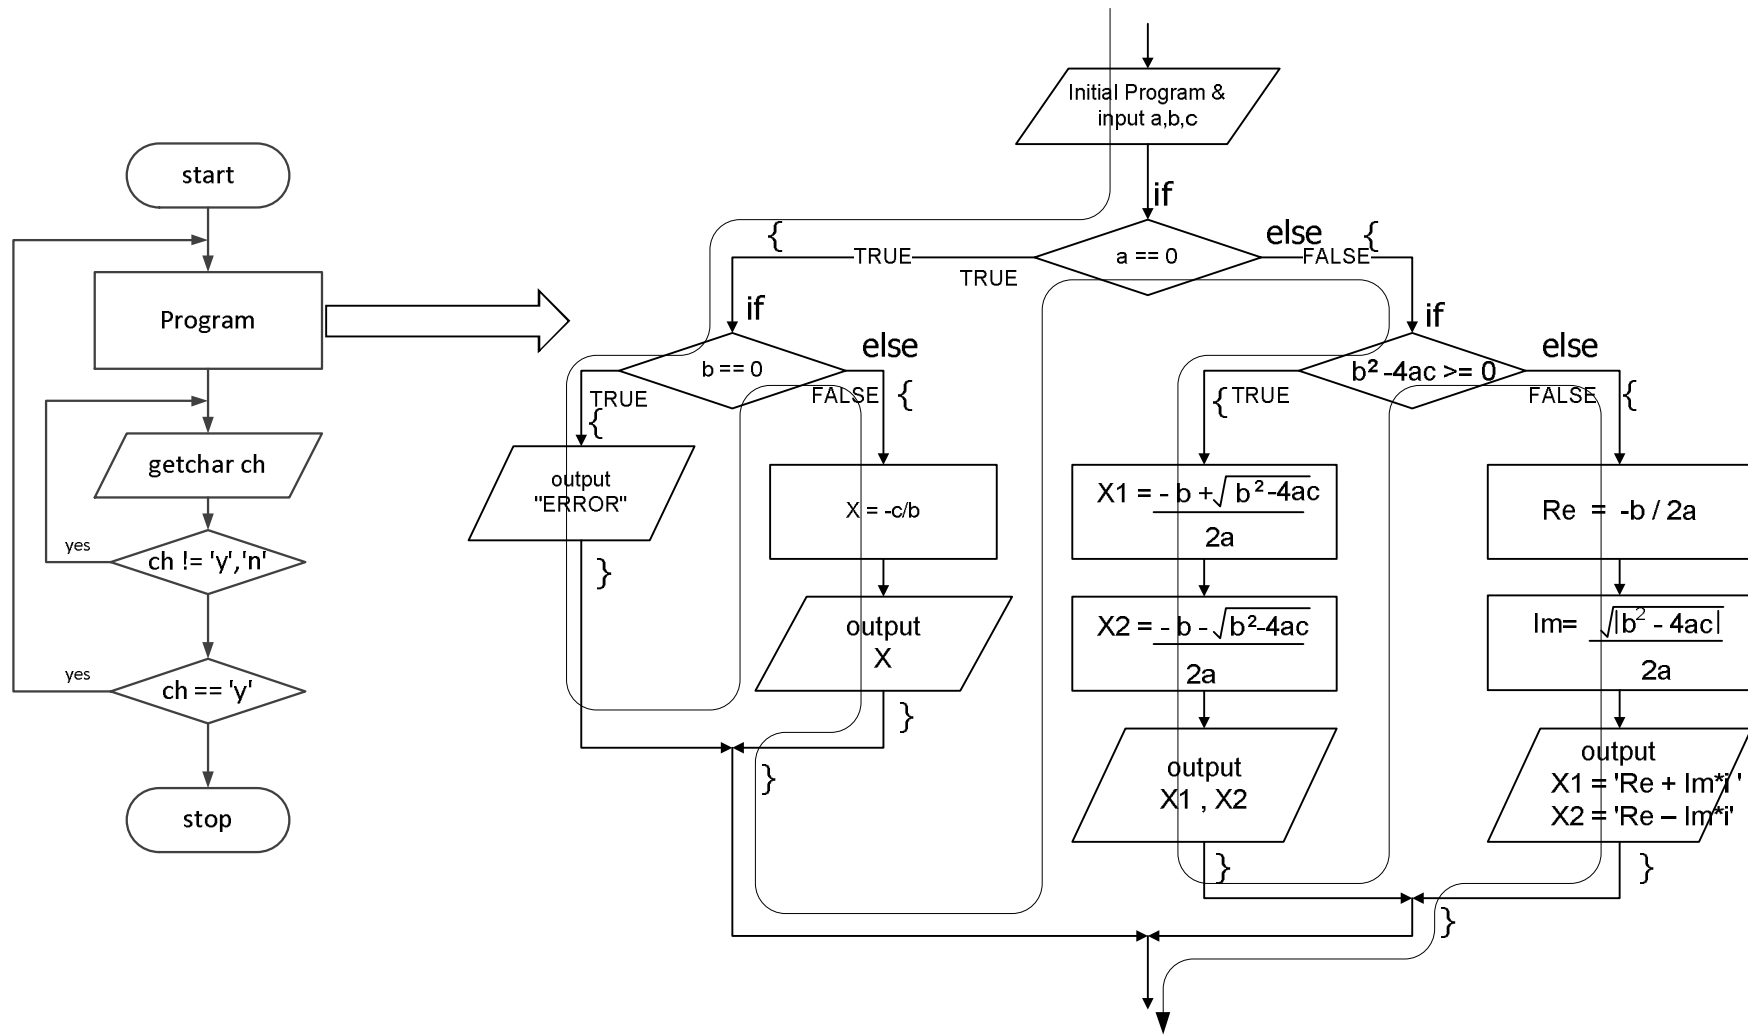 start
Program
getchar ch
yes
ch != 'y','n'
yes
ch == 'y'
stop
Initial Program &
input a,b,c
if
{
TRUE
TRUE
a == 0
else {
FALSE
if
b == 0
else
TRUE
{
FALSE {
output
"ERROR"
}
X = -c/b
output
X
}
}
if
b² -4ac >= 0
else
{ TRUE
FALSE {
X1 = - b + √b² -4ac
2a
X2 = - b - √b²-4ac
2a
output
X1 , X2
}
Re = -b / 2a
Im= √|b² - 4ac|
2a
output
X1 = 'Re + Im*i '
X2 = 'Re – Im*i'
}
}